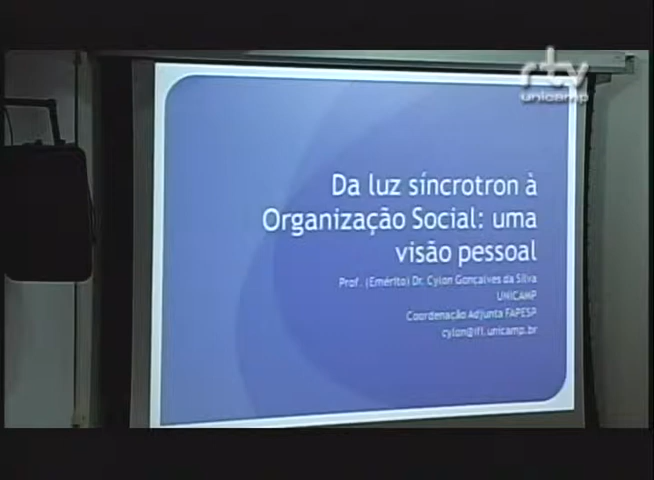 rtv
unicamp
Da luz síncrotron à
Organização Social: uma
visão pessoal
Prof. (Emérito) Dr. Cylon Gonçalves da Silva
UNICAMP
Coordenação Adjunta FAPESP
cylon@ifi.unicamp.br